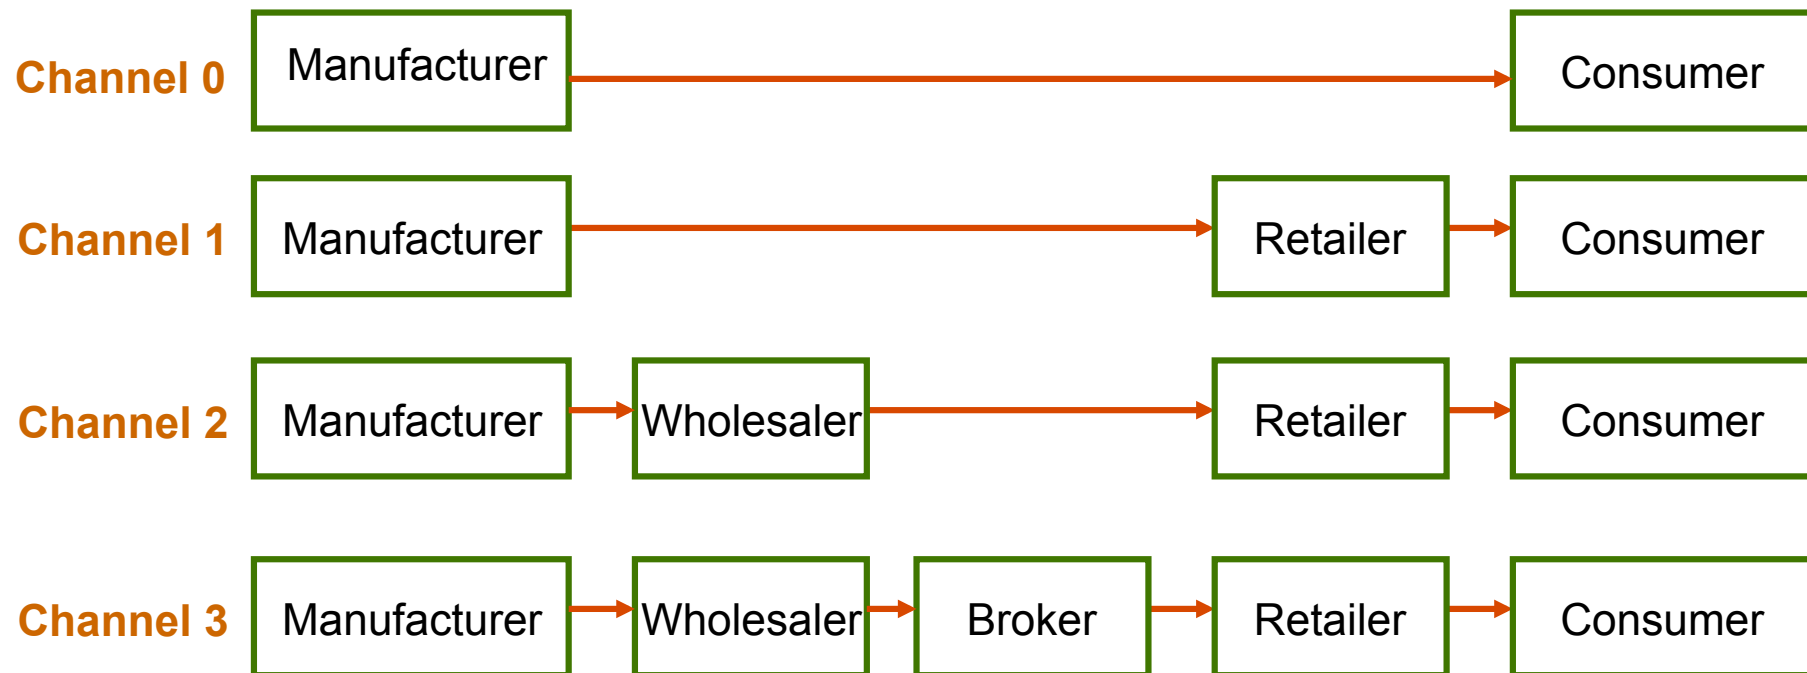 Channel 0 Manufacturer Consumer
Channel 1 Manufacturer Retailer Consumer
Channel 2 Manufacturer Wholesaler Retailer Consumer
Channel 3 Manufacturer Wholesaler Broker Retailer Consumer